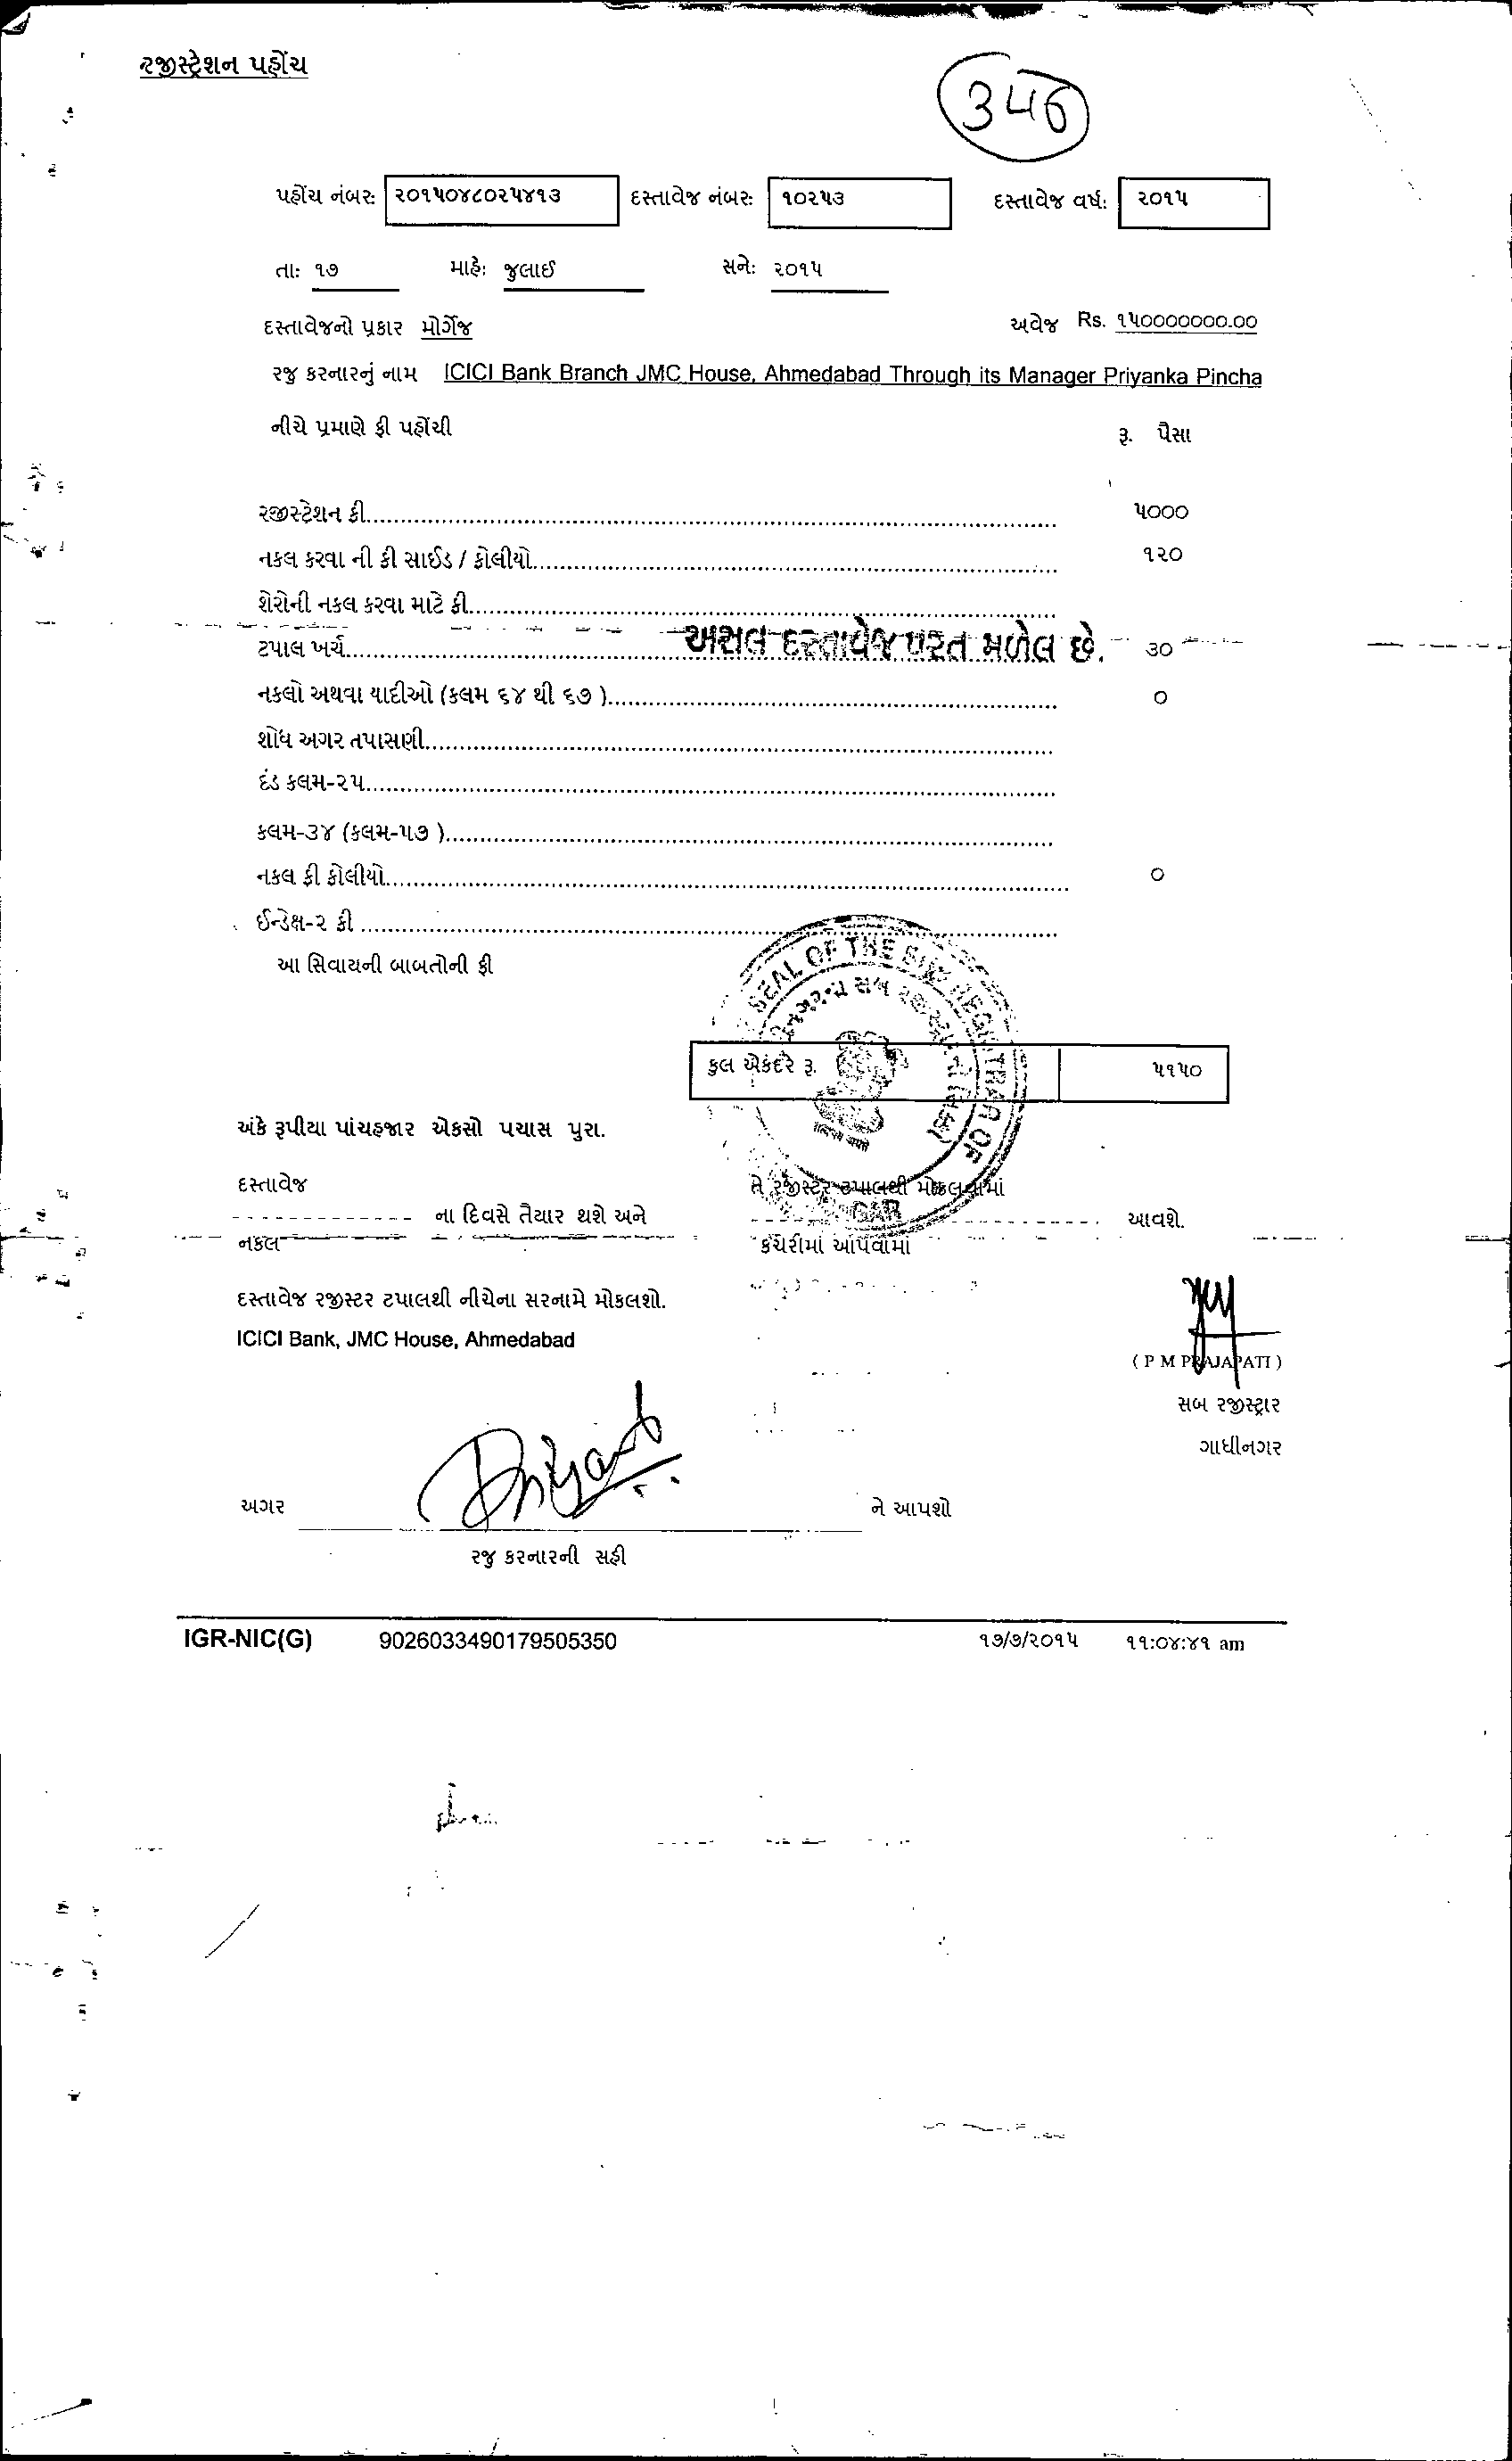 રજીસ્ટ્રેશન પહોંચ
૩૫૬
પહોંચ નંબર: ૨૦૧૫૦૪૮૦૨૫૪૧૩ દસ્તાવેજ નંબર: ૧૦૨૫૩ દસ્તાવેજ વર્ષ: ૨૦૧૫
તા: ૧૭ માહે: જુલાઈ સને: ૨૦૧૫
દસ્તાવેજનો પ્રકાર મોર્ગેજ અવેજ Rs. ૧૫૦૦૦૦૦૦૦.૦૦
રજુ કરનારનું નામ ICICI Bank Branch JMC House, Ahmedabad Through its Manager Priyanka Pincha
નીચે પ્રમાણે ફી પહોંચી રૂ. પૈસા
રજીસ્ટેશન ફી ૫૦૦૦
નકલ કરવા ની ફી સાઈડ / ફોલીયો ૧૨૦
શેરોની નકલ કરવા માટે ફી
અસલ દસ્તાવેજ પરત મળેલ છે.
ટપાલ ખર્ચ ૩૦
નકલો અથવા યાદીઓ (કલમ ૬૪ થી ૬૭ ) ૦
શોધ અગર તપાસણી
દંડ કલમ-૨૫
કલમ-૩૪ (કલમ-૫૭ )
નકલ ફી ફોલીયો ૦
ઈન્ડેક્ષ-૨ ફી
આ સિવાયની બાબતોની ફી
SEAL OF THE SUB REGISTRAR OF
કુલ એકંદરે રૂ. ૫૧૫૦
અંકે રૂપીયા પાંચહજાર એકસો પચાસ પુરા.
દસ્તાવેજ તે રજીસ્ટર ટપાલથી મોકલવામાં
ના દિવસે તૈયાર થશે અને આવશે.
નકલ કચેરીમાં આપવામાં
દસ્તાવેજ રજીસ્ટર ટપાલથી નીચેના સરનામે મોકલશો.
ICICI Bank, JMC House, Ahmedabad
( P M PRAJAPATI )
સબ રજીસ્ટ્રાર
ગાધીનગર
અગર Priyanka ને આપશો
રજુ કરનારની સહી
IGR-NIC(G) 9026033490179505350 ૧૭/૭/૨૦૧૫ ૧૧:૦૪:૪૧ am